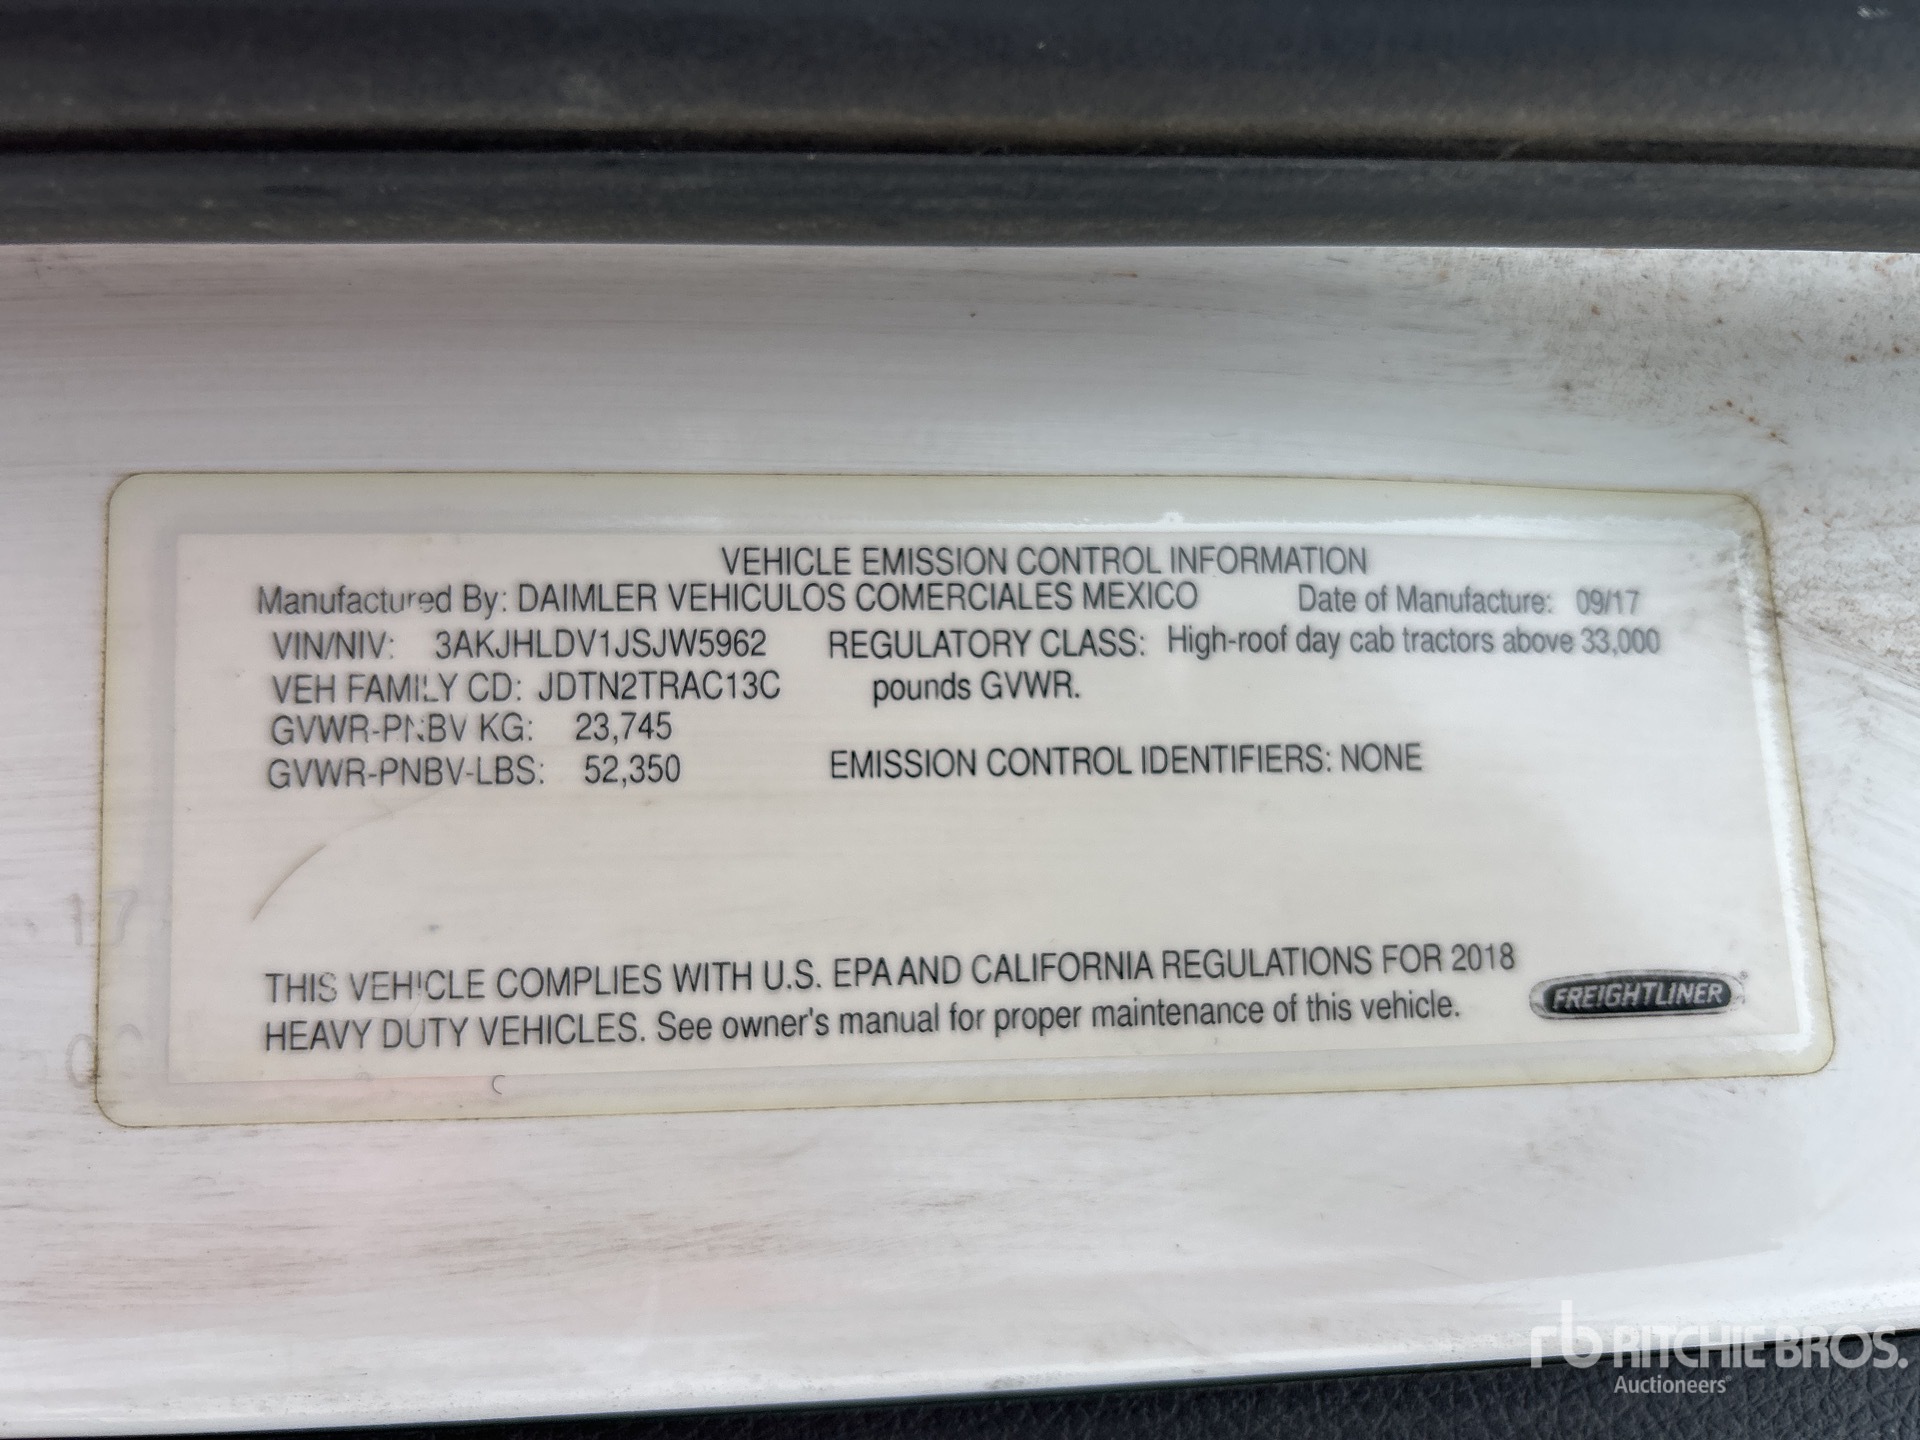 VEHICLE EMISSION CONTROL INFORMATION
Manufactured By: DAIMLER VEHICULOS COMERCIALES MEXICO Date of Manufacture: 09/17
VIN/NIV: 3AKJHLDV1JSJW5962 REGULATORY CLASS: High-roof day cab tractors above 33,000
VEH FAMILY CD: JDTN2TRAC13C pounds GVWR.
GVWR-PNBV KG: 23,745
GVWR-PNBV-LBS: 52,350 EMISSION CONTROL IDENTIFIERS: NONE
17
THIS VEHICLE COMPLIES WITH U.S. EPA AND CALIFORNIA REGULATIONS FOR 2018
HEAVY DUTY VEHICLES. See owner's manual for proper maintenance of this vehicle.
FREIGHTLINER
rb RITCHIE BROS.
Auctioneers